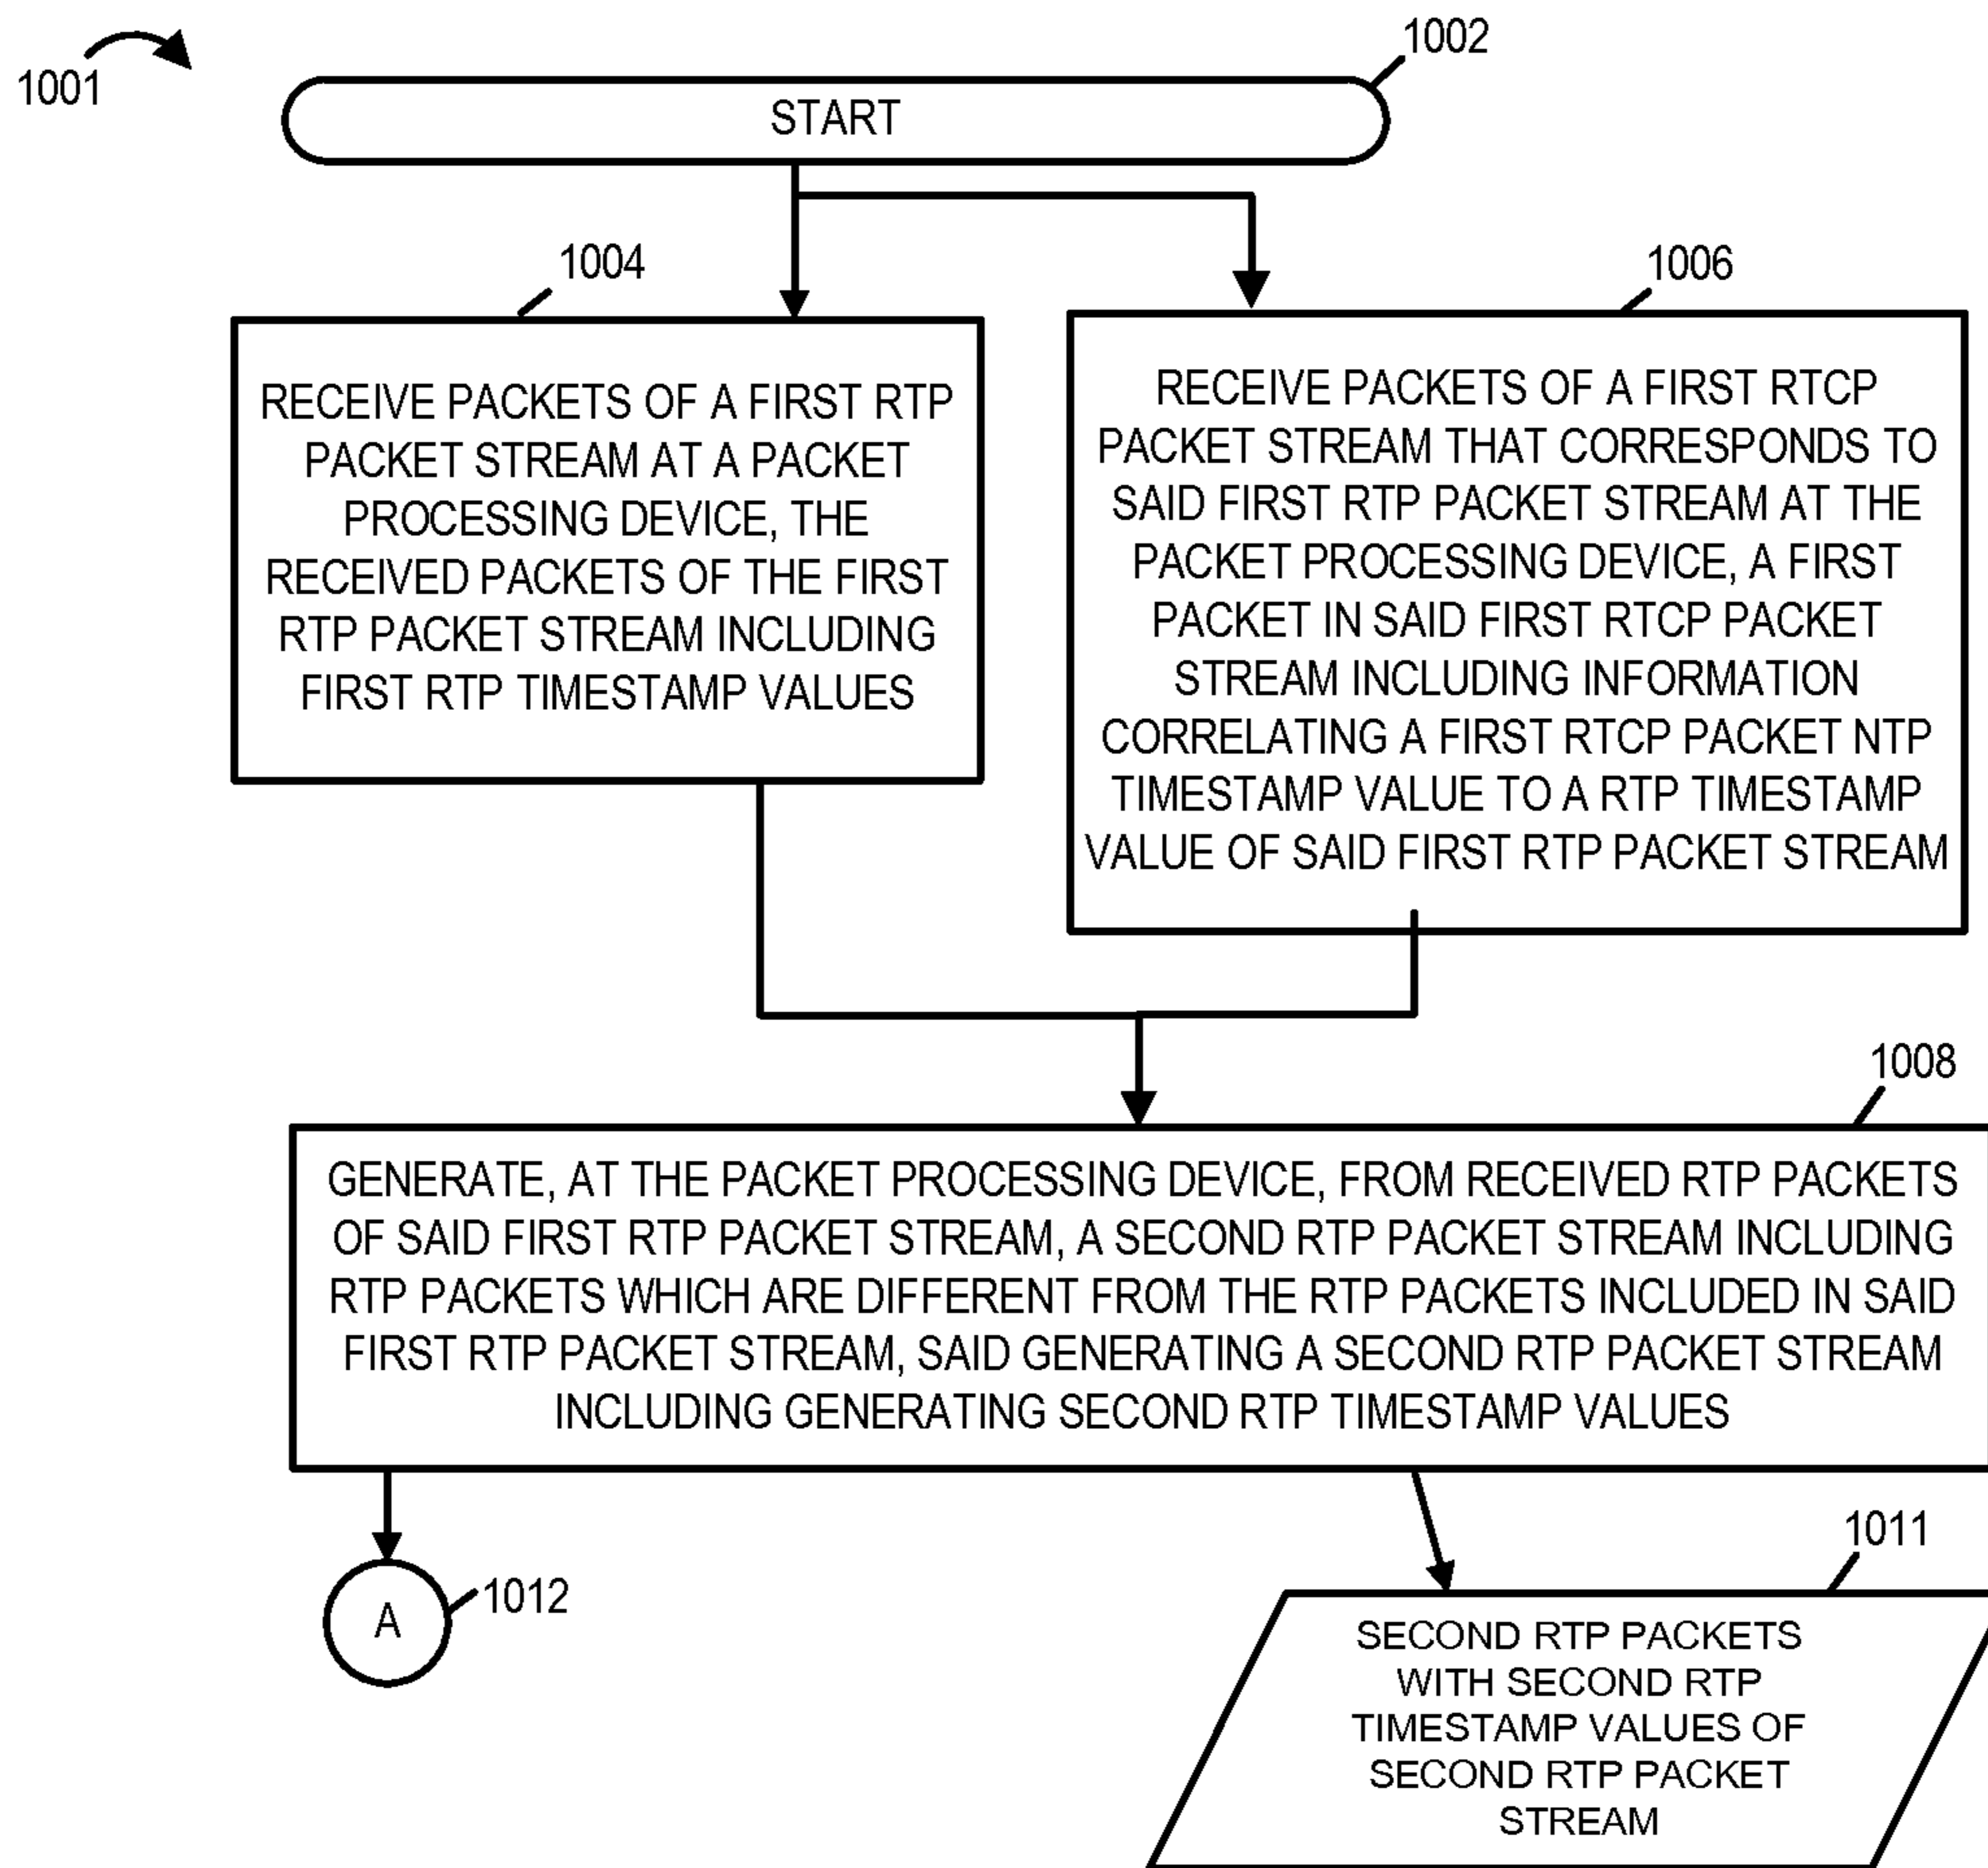 1001
1002
START
1004
RECEIVE PACKETS OF A FIRST RTP
PACKET STREAM AT A PACKET
PROCESSING DEVICE, THE
RECEIVED PACKETS OF THE FIRST
RTP PACKET STREAM INCLUDING
FIRST RTP TIMESTAMP VALUES
1006
RECEIVE PACKETS OF A FIRST RTCP
PACKET STREAM THAT CORRESPONDS TO
SAID FIRST RTP PACKET STREAM AT THE
PACKET PROCESSING DEVICE, A FIRST
PACKET IN SAID FIRST RTCP PACKET
STREAM INCLUDING INFORMATION
CORRELATING A FIRST RTCP PACKET NTP
TIMESTAMP VALUE TO A RTP TIMESTAMP
VALUE OF SAID FIRST RTP PACKET STREAM
1008
GENERATE, AT THE PACKET PROCESSING DEVICE, FROM RECEIVED RTP PACKETS
OF SAID FIRST RTP PACKET STREAM, A SECOND RTP PACKET STREAM INCLUDING
RTP PACKETS WHICH ARE DIFFERENT FROM THE RTP PACKETS INCLUDED IN SAID
FIRST RTP PACKET STREAM, SAID GENERATING A SECOND RTP PACKET STREAM
INCLUDING GENERATING SECOND RTP TIMESTAMP VALUES
A
1012
1011
SECOND RTP PACKETS
WITH SECOND RTP
TIMESTAMP VALUES OF
SECOND RTP PACKET
STREAM